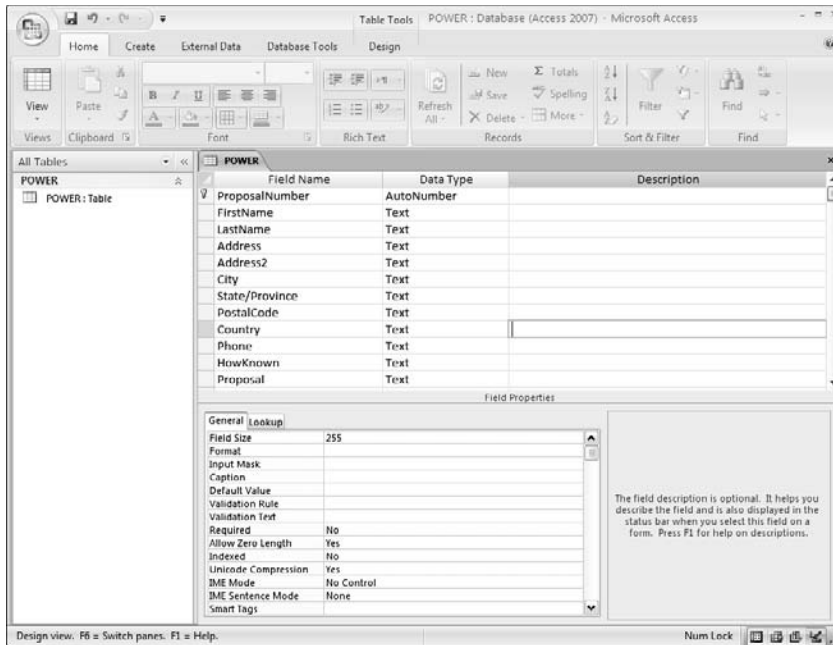 Table Tools POWER : Database (Access 2007) - Microsoft Access
Home Create External Data Database Tools Design
View Paste B I U Refresh All New Save Delete Totals Spelling More Filter Find
Views Clipboard Font Rich Text Records Sort & Filter Find
All Tables POWER
POWER Field Name Data Type Description
POWER : Table ProposalNumber AutoNumber
FirstName Text
LastName Text
Address Text
Address2 Text
City Text
State/Province Text
PostalCode Text
Country Text
Phone Text
HowKnown Text
Proposal Text
Field Properties
General Lookup
Field Size 255
Format
Input Mask
Caption
Default Value
Validation Rule
Validation Text
Required No
Allow Zero Length Yes
Indexed No
Unicode Compression Yes
IME Mode No Control
IME Sentence Mode None
Smart Tags
The field description is optional. It helps you
describe the field and is also displayed in the
status bar when you select this field on a
form. Press F1 for help on descriptions.
Design view. F6 = Switch panes. F1 = Help. Num Lock